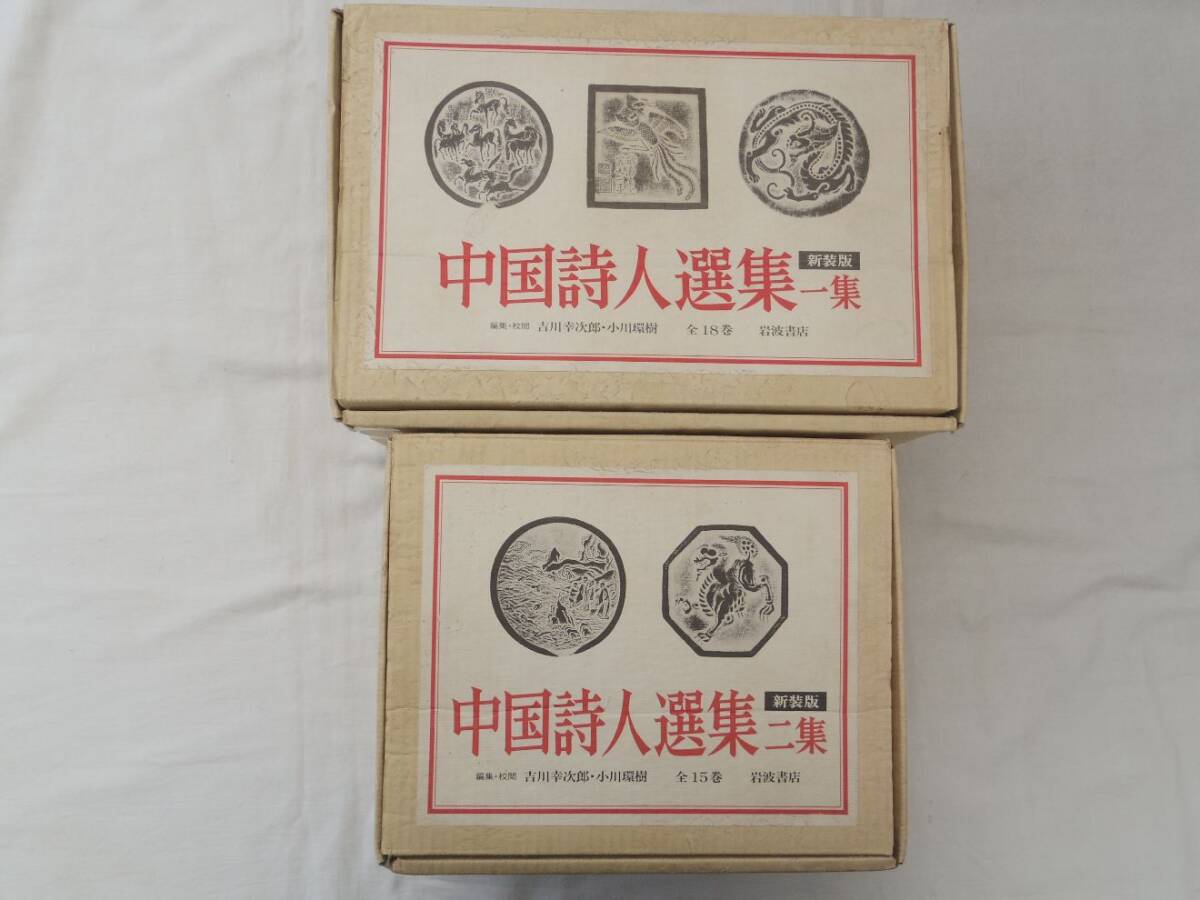 中国詩人選集 新装版 一集
編集・校閲 吉川幸次郎・小川環樹 全18巻 岩波書店
中国詩人選集 新装版 二集
編集・校閲 吉川幸次郎・小川環樹 全15巻 岩波書店